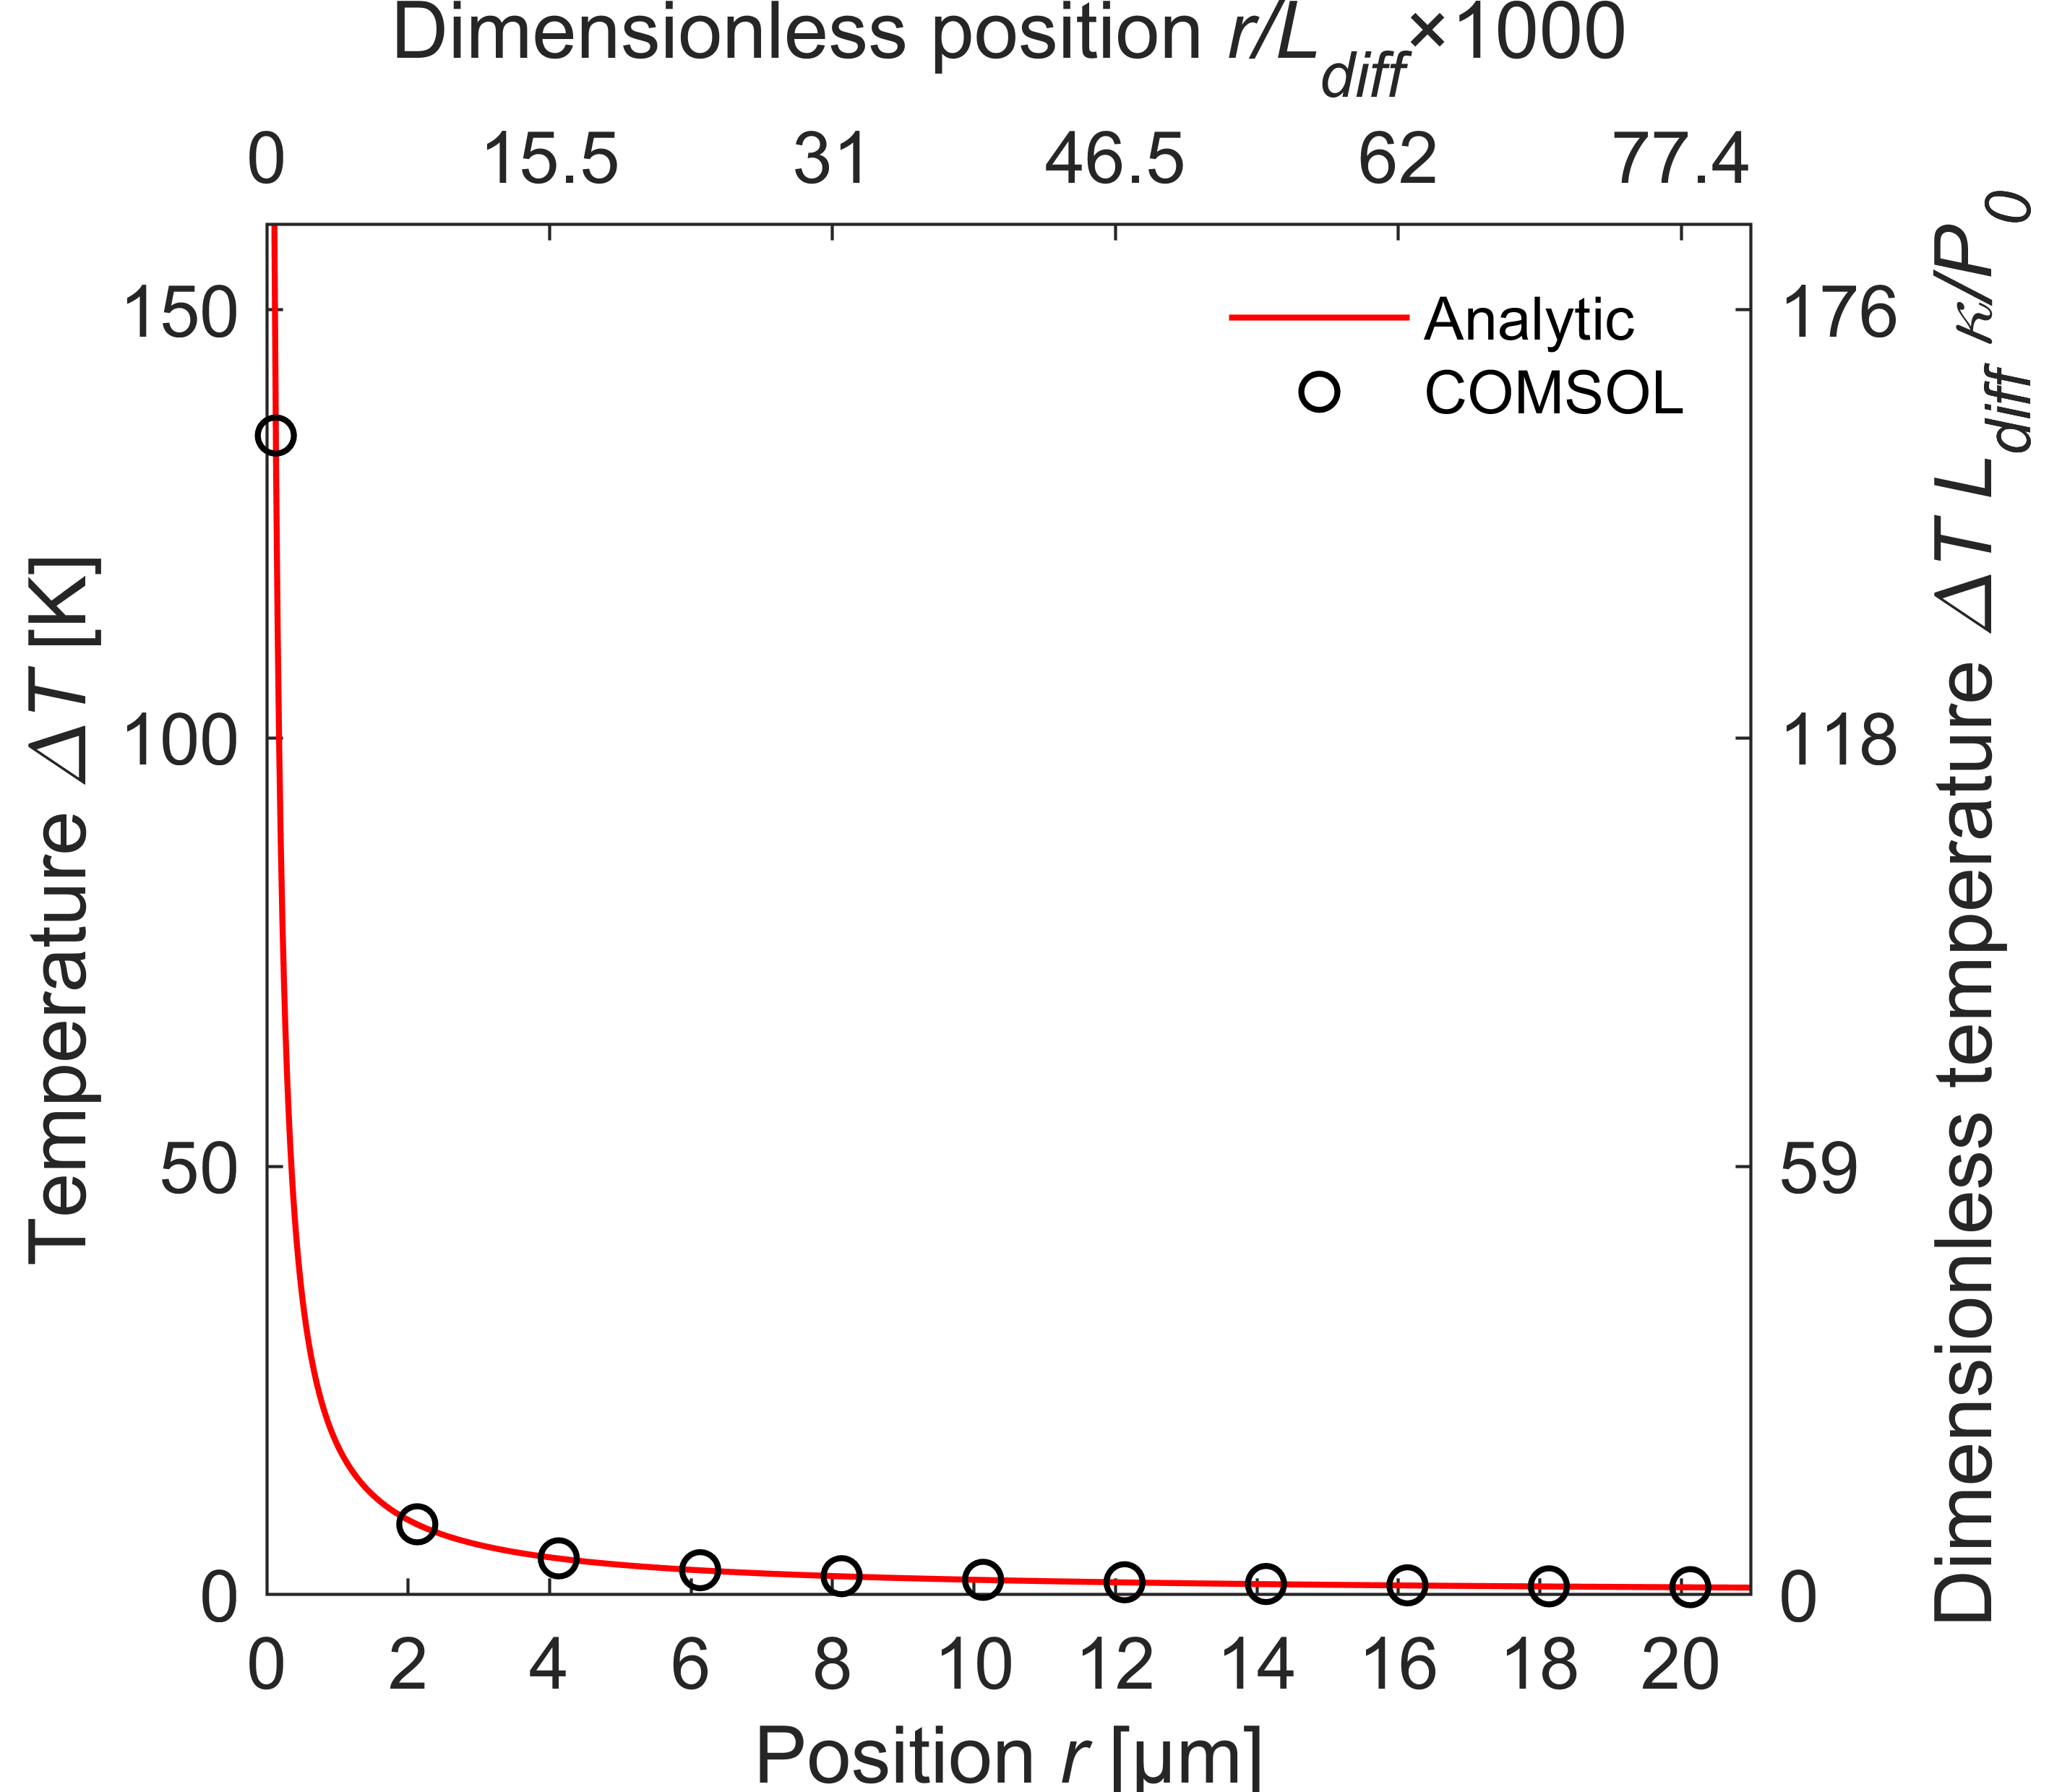 Dimensionless position r/Ldiff×1000
0 15.5 31 46.5 62 77.4
Temperature ΔT [K]
150
100
50
0
Analytic
COMSOL
176
118
59
0
Dimensionless temperature ΔT Ldiff κ/P0
0 2 4 6 8 10 12 14 16 18 20
Position r [µm]